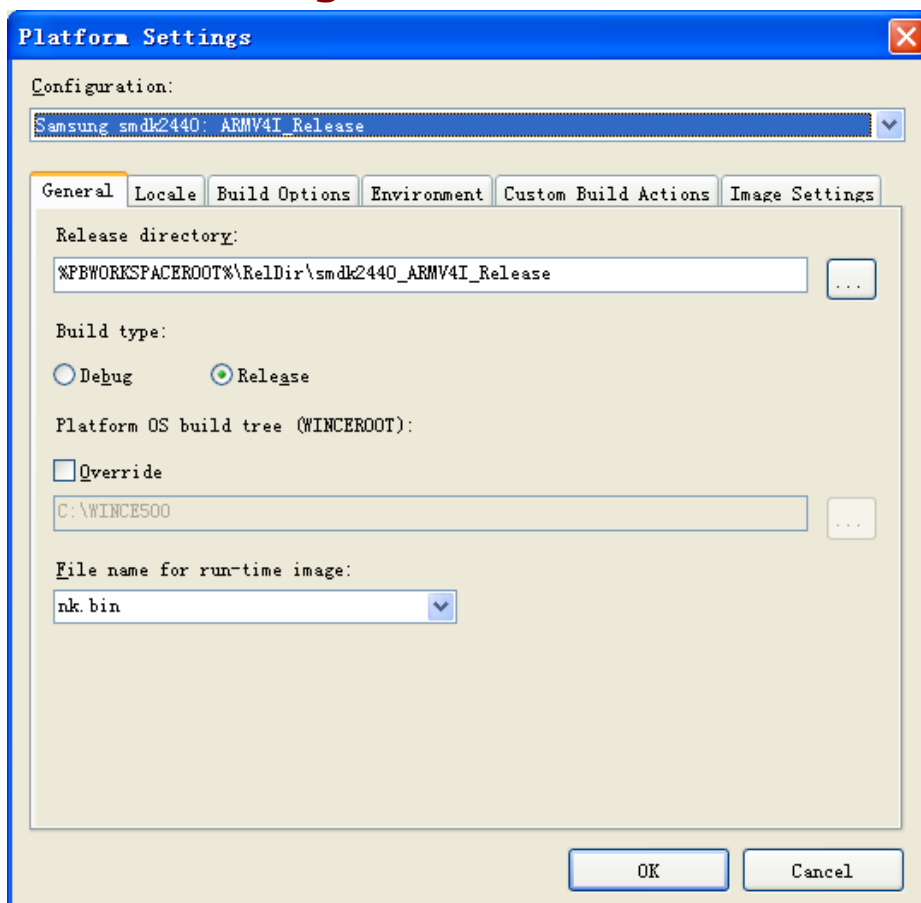 Platform Settings
Configuration:
Samsung smdk2440: ARMV4I_Release
General Locale Build Options Environment Custom Build Actions Image Settings
Release directory:
%PBWORKSPACEROOT%\RelDir\smdk2440_ARMV4I_Release
...
Build type:
Debug Release
Platform OS build tree (WINCEROOT):
Override
C:\WINCE500
...
File name for run-time image:
nk.bin
OK Cancel